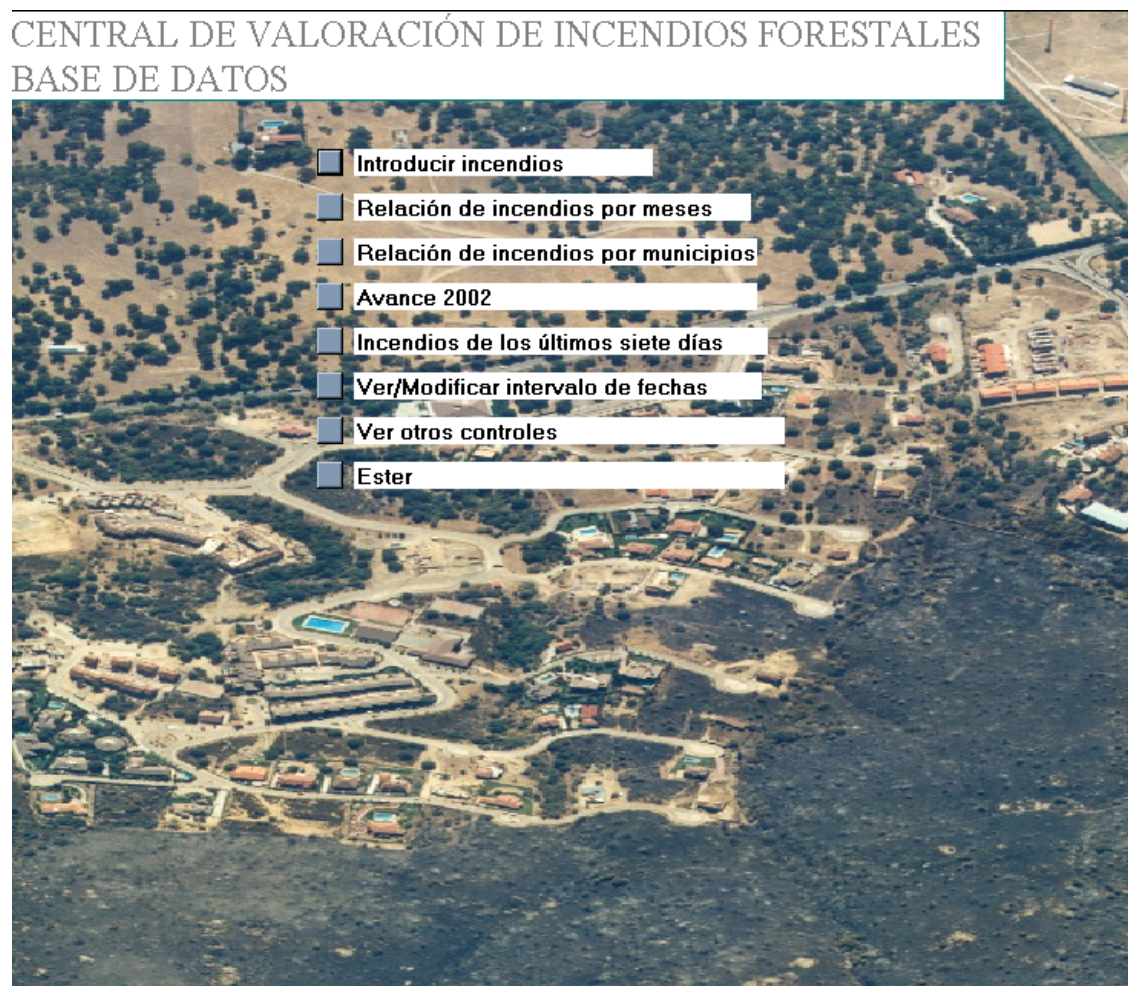 CENTRAL DE VALORACIÓN DE INCENDIOS FORESTALES
BASE DE DATOS
Introducir incendios
Relación de incendios por meses
Relación de incendios por municipios
Avance 2002
Incendios de los últimos siete días
Ver/Modificar intervalo de fechas
Ver otros controles
Ester